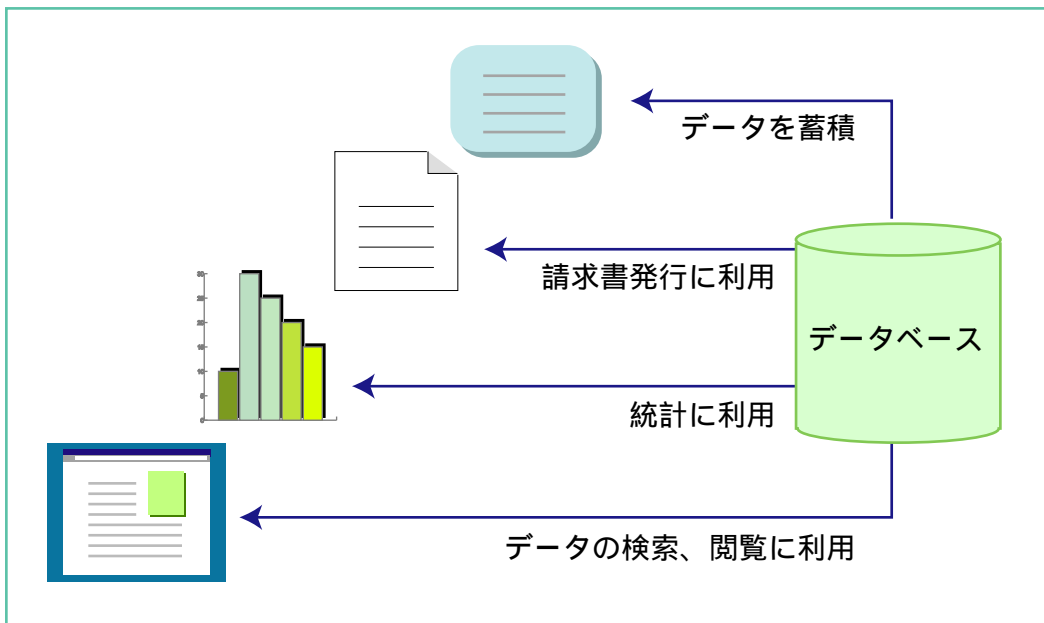 データを蓄積
請求書発行に利用
データベース
統計に利用
データの検索、閲覧に利用